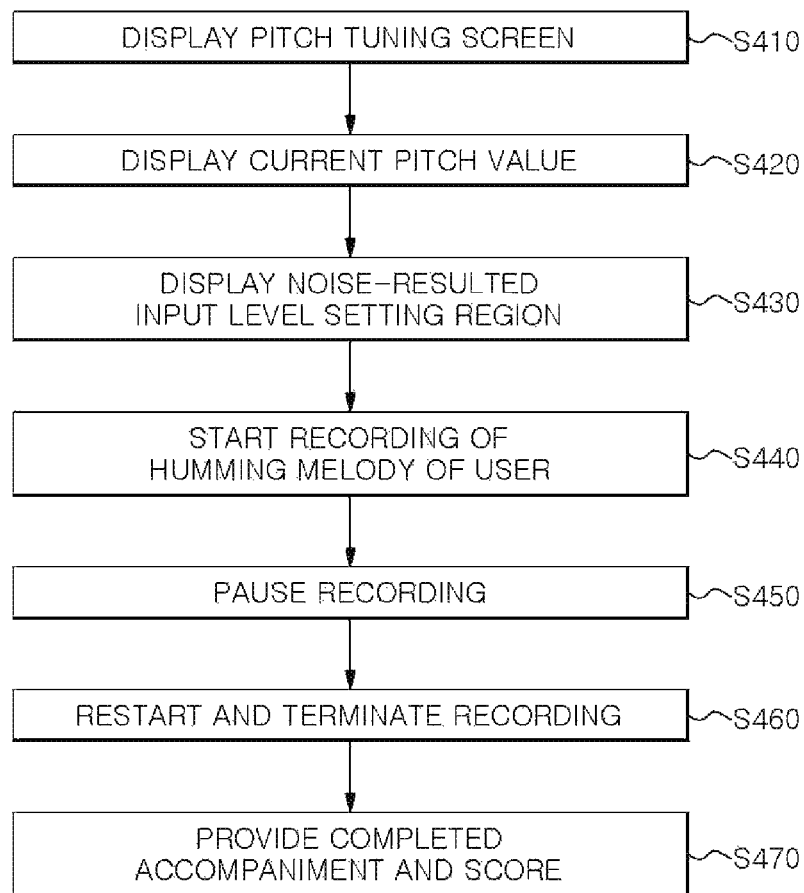 DISPLAY PITCH TUNING SCREEN S410
DISPLAY CURRENT PITCH VALUE S420
DISPLAY NOISE-RESULTED
INPUT LEVEL SETTING REGION S430
START RECORDING OF
HUMMING MELODY OF USER S440
PAUSE RECORDING S450
RESTART AND TERMINATE RECORDING S460
PROVIDE COMPLETED
ACCOMPANIMENT AND SCORE S470